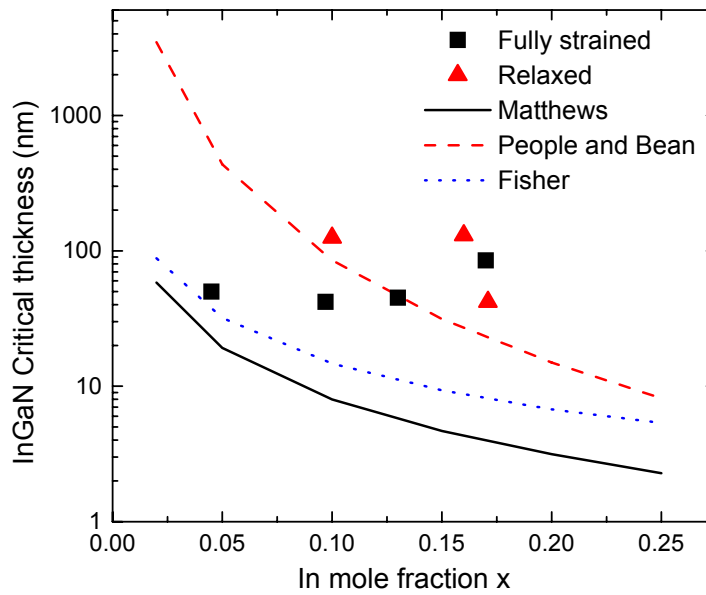 Fully strained
Relaxed
Matthews
People and Bean
Fisher
InGaN Critical thickness (nm)
1000
100
10
1
0.00 0.05 0.10 0.15 0.20 0.25
In mole fraction x